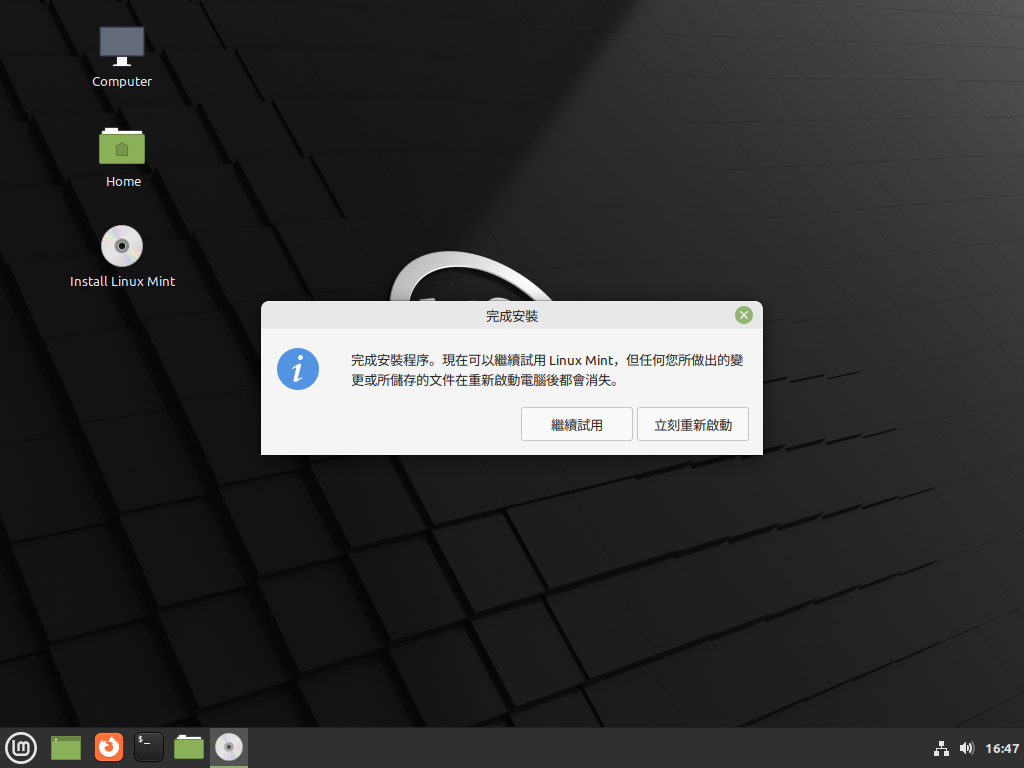 Computer
Home
Install Linux Mint
完成安裝
完成安裝程序。現在可以繼續試用 Linux Mint，但任何您所做出的變
更或所儲存的文件在重新啟動電腦後都會消失。
繼續試用
立刻重新啟動
$_
16:47